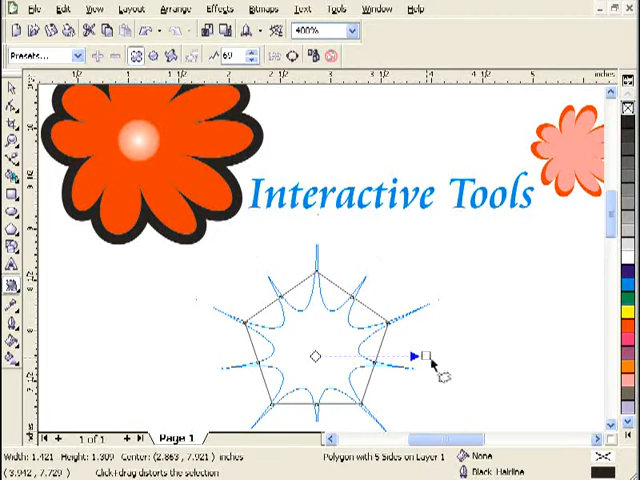 File Edit View Layout Arrange Effects Bitmaps Text Tools Window Help
400%
Presets... 69
inches
Interactive Tools
1 of 1 Page 1
Width: 1.421 Height: 1.309 Center: (2.863, 7.921) inches Polygon with 5 Sides on Layer 1 None
(3.942, 7.729) Click+drag distorts the selection Black Hairline